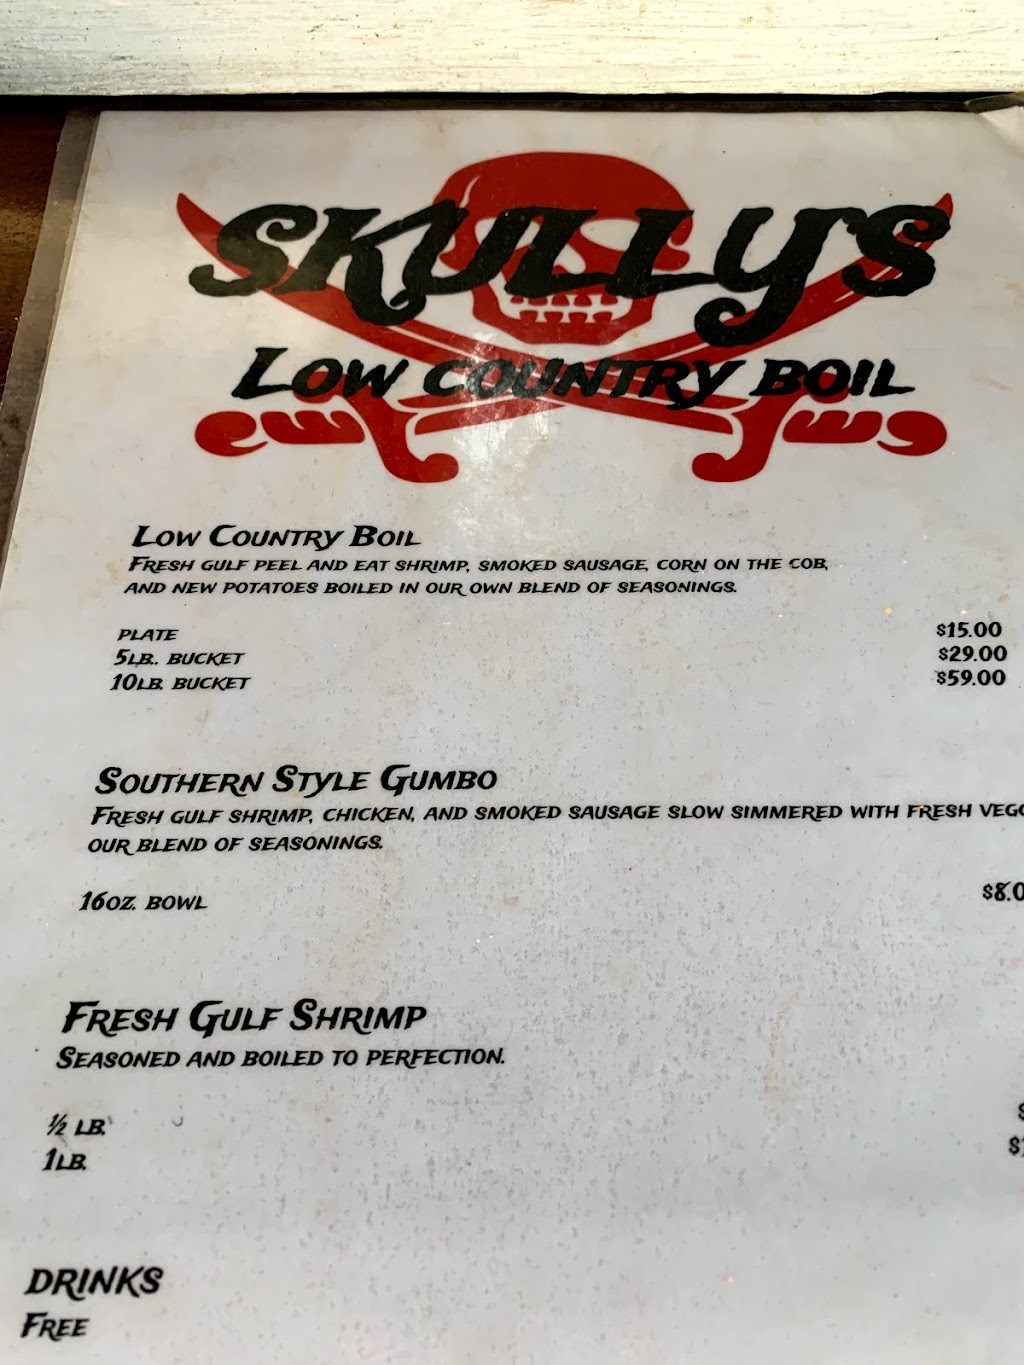 SKULLY'S
LOW COUNTRY BOIL
LOW COUNTRY BOIL
FRESH GULF PEEL AND EAT SHRIMP, SMOKED SAUSAGE, CORN ON THE COB,
AND NEW POTATOES BOILED IN OUR OWN BLEND OF SEASONINGS.
PLATE $15.00
5LB. BUCKET $29.00
10LB. BUCKET $59.00
SOUTHERN STYLE GUMBO
FRESH GULF SHRIMP, CHICKEN, AND SMOKED SAUSAGE SLOW SIMMERED WITH FRESH
OUR BLEND OF SEASONINGS.
16OZ. BOWL
FRESH GULF SHRIMP
SEASONED AND BOILED TO PERFECTION.
½ LB.
1LB.
DRINKS
FREE